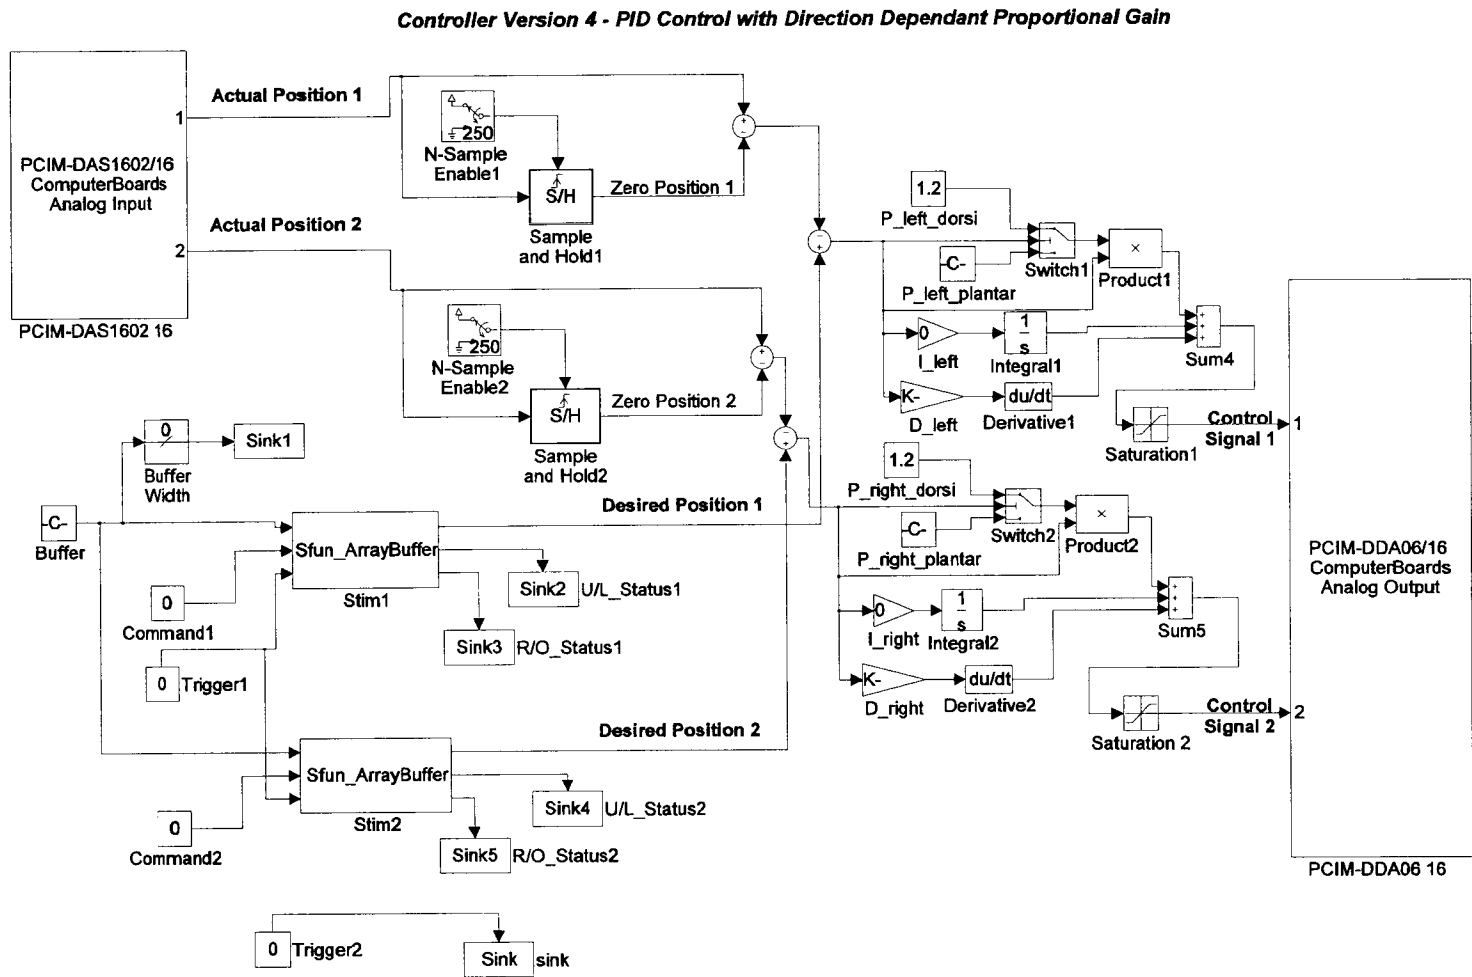 Controller Version 4 - PID Control with Direction Dependant Proportional Gain
Actual Position 1
1
PCIM-DAS1602/16
ComputerBoards
Analog Input
Actual Position 2
2
PCIM-DAS1602 16
250
N-Sample
Enable1
S/H
Sample
and Hold1
Zero Position 1
+
−
250
N-Sample
Enable2
S/H
Sample
and Hold2
Zero Position 2
+
−
−
+
−
+
0
Buffer
Width
Sink1
-C-
Buffer
Sfun_ArrayBuffer
Stim1
Desired Position 1
Sink2
U/L_Status1
Sink3
R/O_Status1
0
Command1
0
Trigger1
Sfun_ArrayBuffer
Stim2
Desired Position 2
Sink4
U/L_Status2
Sink5
R/O_Status2
0
Command2
0
Trigger2
Sink
sink
1.2
P_left_dorsi
-C-
P_left_plantar
Switch1
×
Product1
0
I_left
1
s
Integral1
K-
D_left
du/dt
Derivative1
+
+
+
Sum4
Saturation1
Control
Signal 1
1
1.2
P_right_dorsi
-C-
P_right_plantar
Switch2
×
Product2
0
I_right
1
s
Integral2
K-
D_right
du/dt
Derivative2
+
+
+
Sum5
Saturation 2
Control
Signal 2
2
PCIM-DDA06/16
ComputerBoards
Analog Output
PCIM-DDA06 16